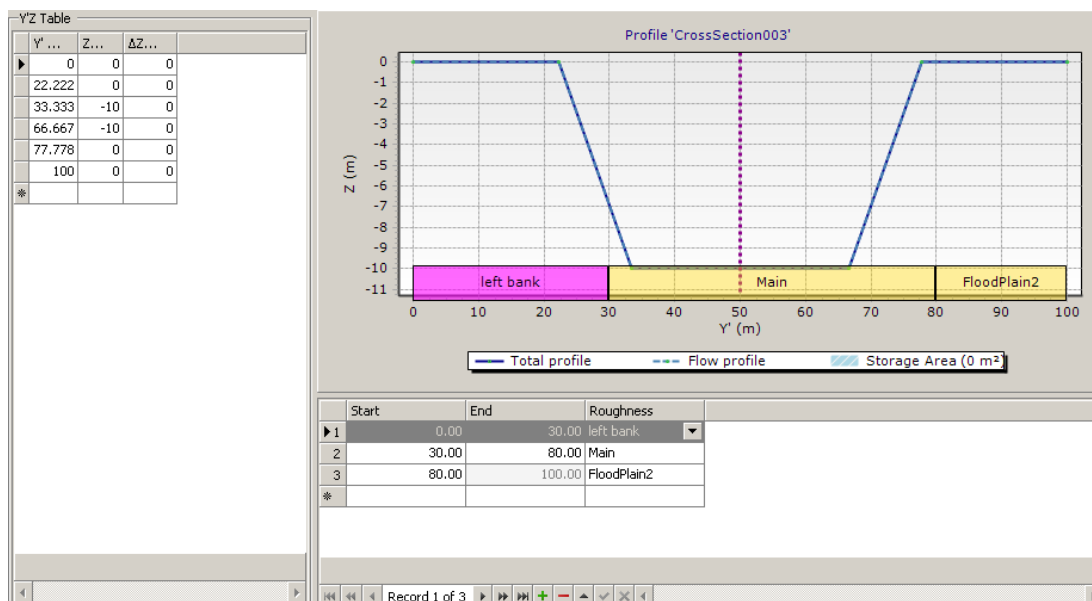 Y'Z Table
Y' ... Z... ΔZ...
0 0 0
22.222 0 0
33.333 -10 0
66.667 -10 0
77.778 0 0
100 0 0
Profile 'CrossSection003'
Z (m)
0
-1
-2
-3
-4
-5
-6
-7
-8
-9
-10
-11
left bank Main FloodPlain2
0 10 20 30 40 50 60 70 80 90 100
Y' (m)
Total profile Flow profile Storage Area (0 m²)
Start End Roughness
1 0.00 30.00 left bank
2 30.00 80.00 Main
3 80.00 100.00 FloodPlain2
Record 1 of 3